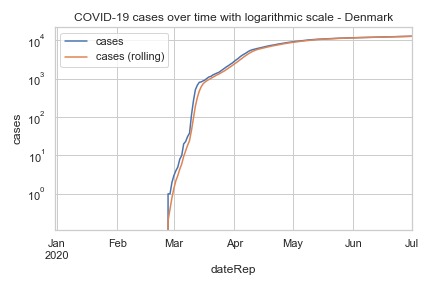 COVID-19 cases over time with logarithmic scale - Denmark
cases
cases (rolling)
10⁴
10³
10²
10¹
10⁰
cases
Jan Feb Mar Apr May Jun Jul
2020
dateRep